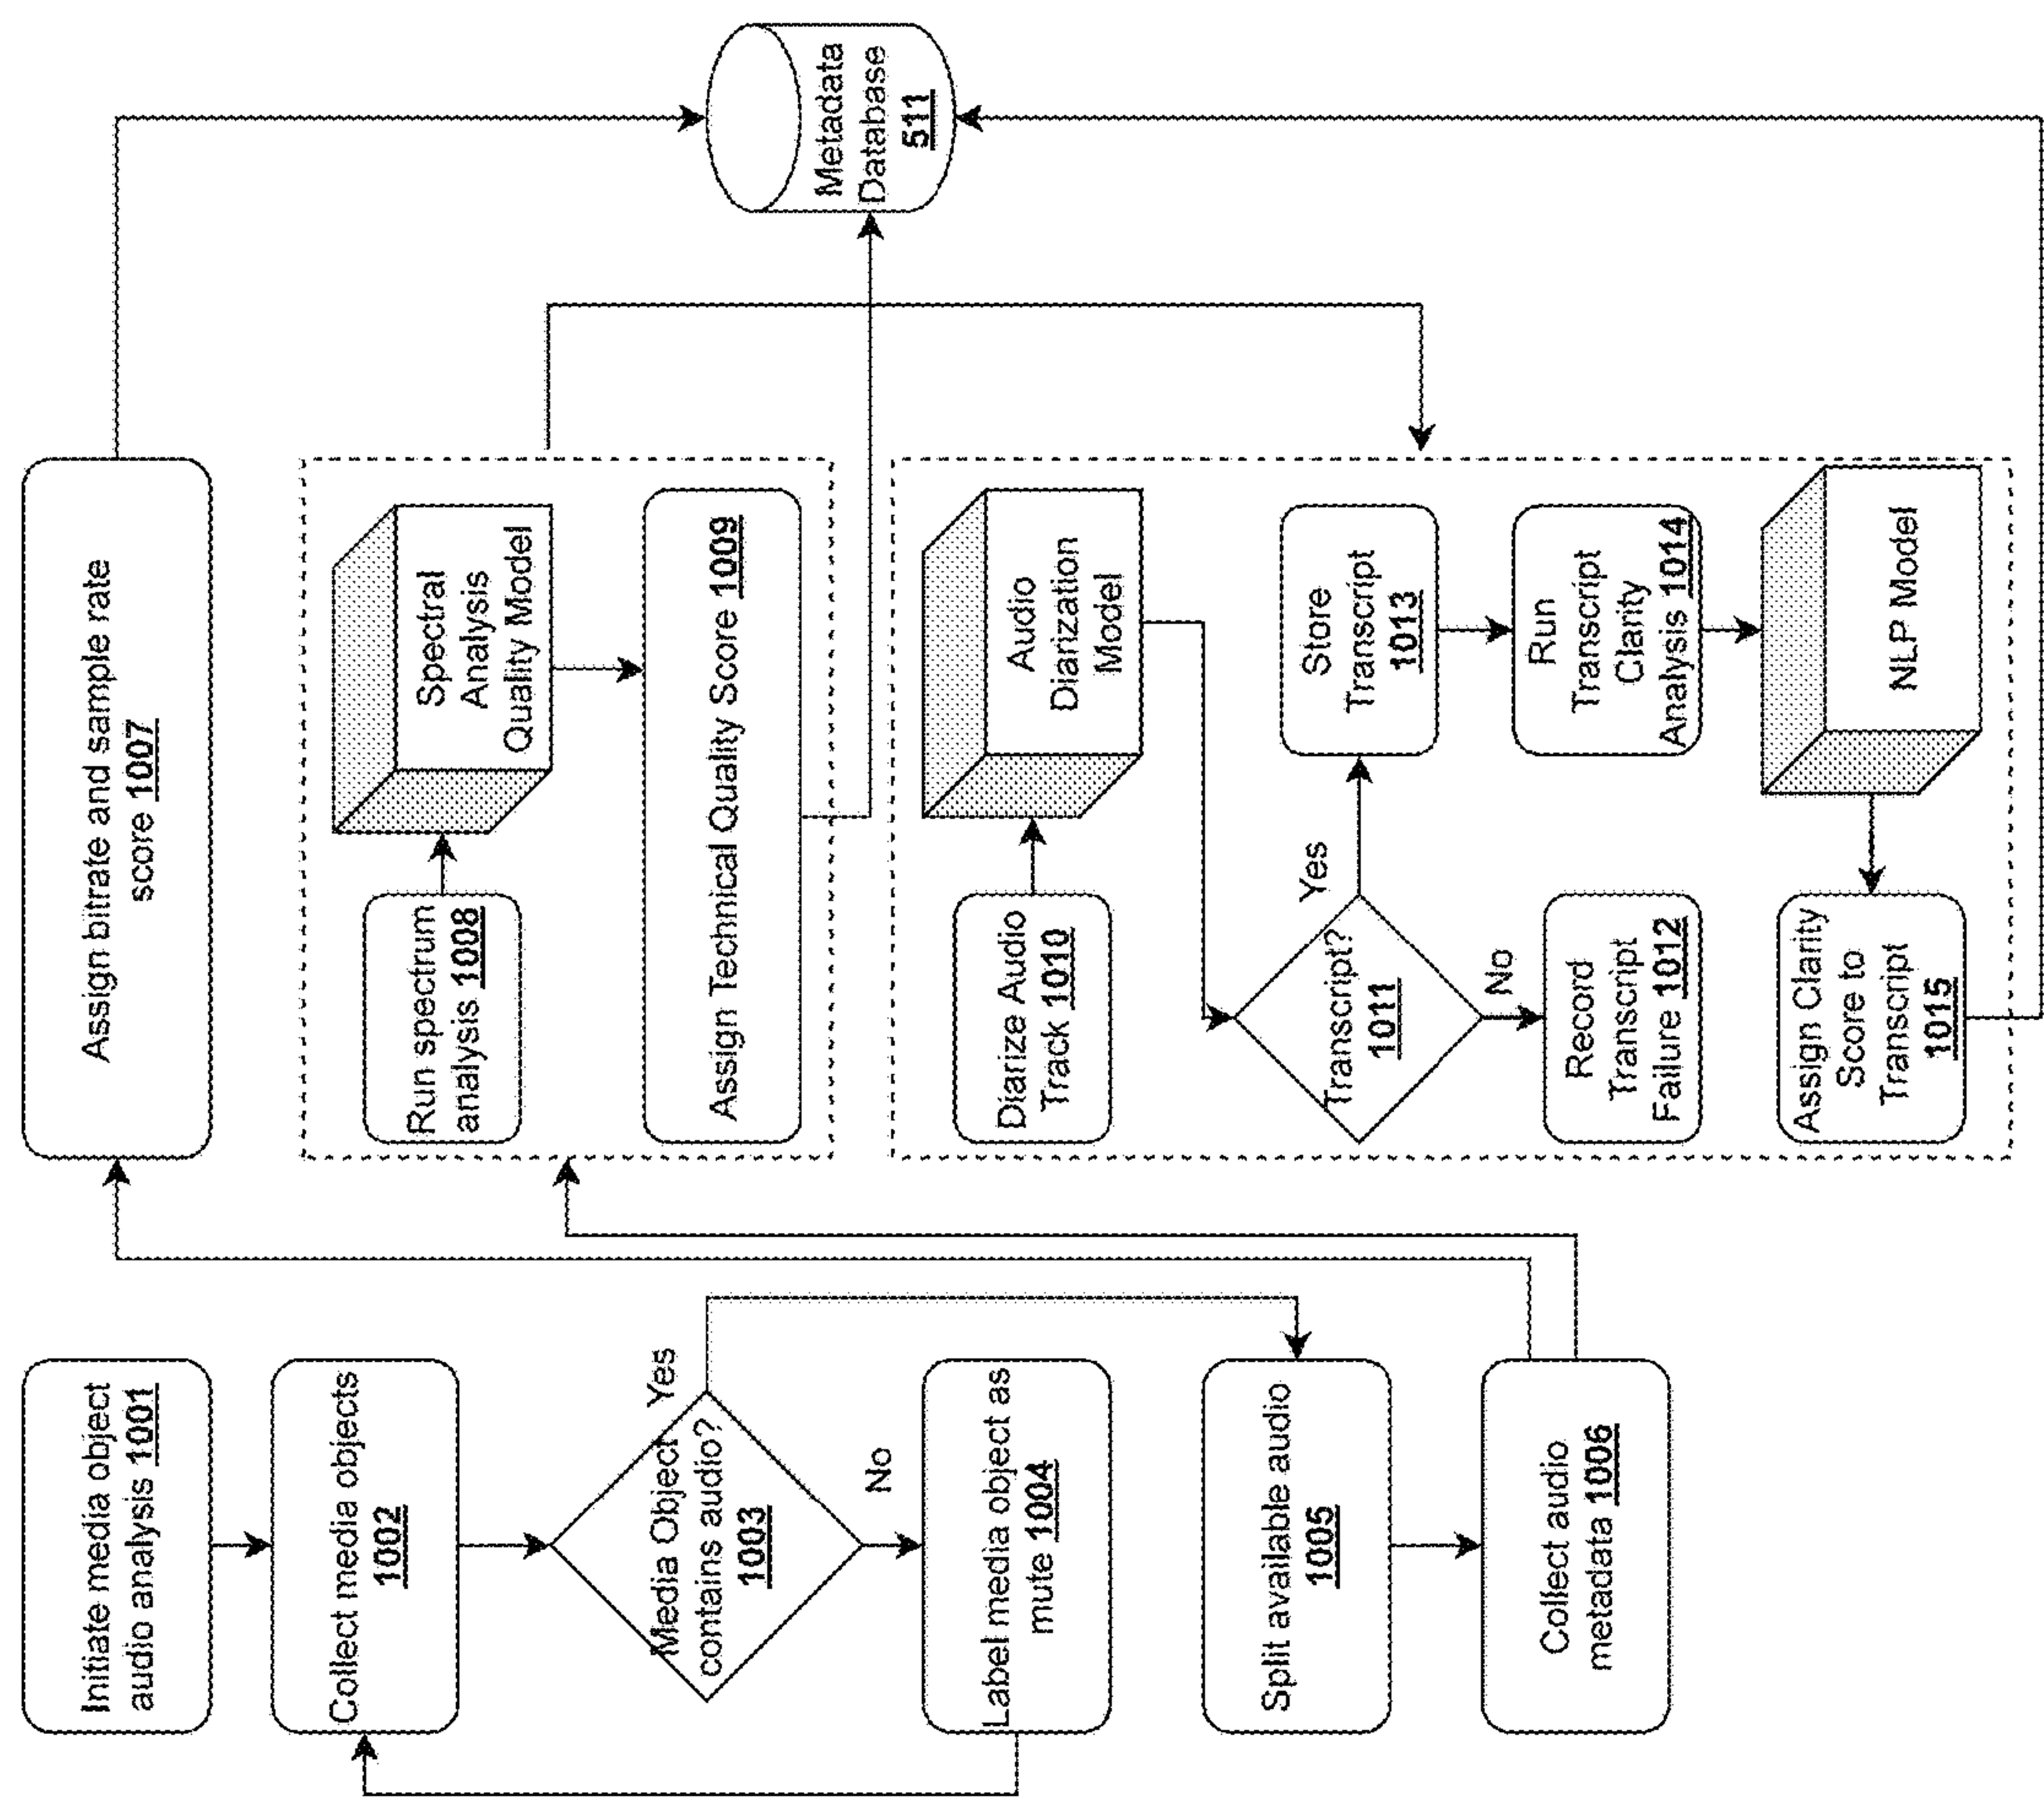 Initiate media object
audio analysis 1001
Collect media objects
1002
Media Object
contains audio?
1003
Yes
No
Label media object as
mute 1004
Split available audio
1005
Collect audio
metadata 1006
Assign bitrate and sample rate
score 1007
Run spectrum
analysis 1008
Spectral
Analysis
Quality Model
Assign Technical Quality Score 1009
Diarize Audio
Track 1010
Audio
Diarization
Model
Transcript?
1011
Yes
No
Record
Transcript
Failure 1012
Store
Transcript
1013
Run
Transcript
Clarity
Analysis 1014
NLP Model
Assign Clarity
Score to
Transcript
1015
Metadata
Database
511